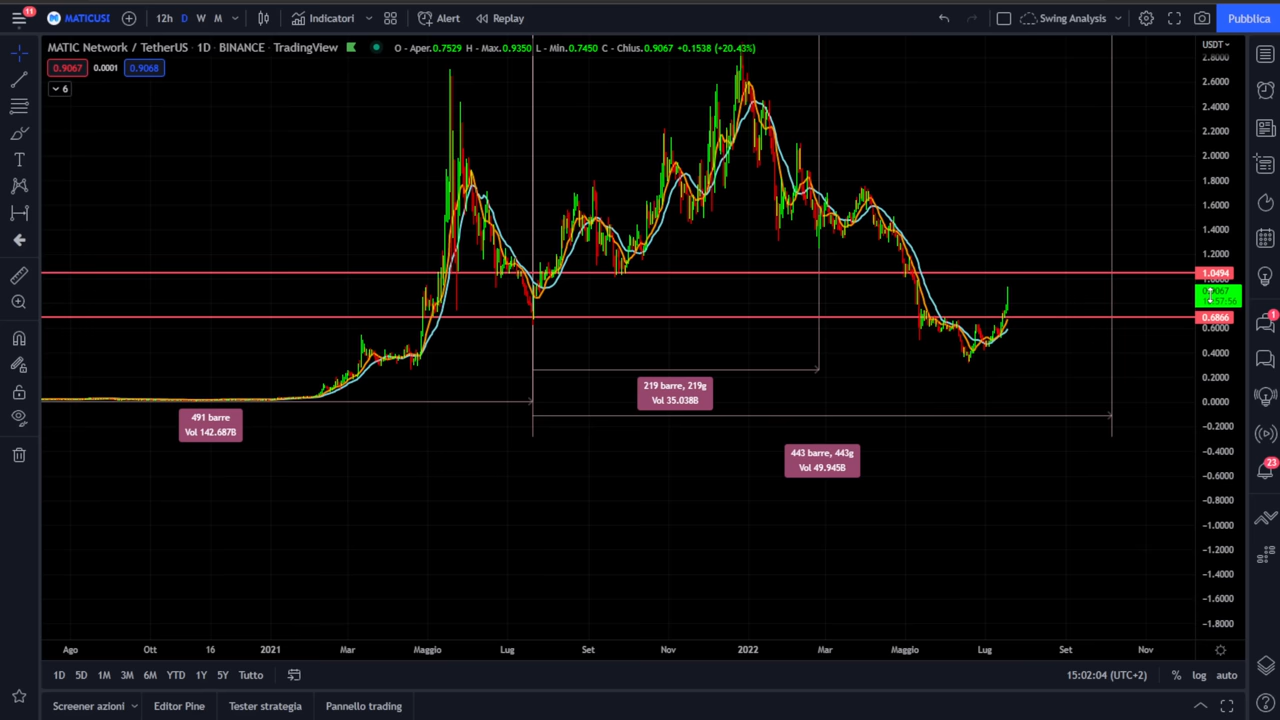 11
MATICUSI
12h D W M
Indicatori
Alert
Replay
Swing Analysis
Pubblica
MATIC Network / TetherUS · 1D · BINANCE · TradingView
O - Aper.0.7529 H - Max.0.9350 L - Min.0.7450 C - Chius.0.9067 +0.1538 (+20.43%)
USDT
0.9067 0.0001 0.9068
6
2.8000
2.6000
2.4000
2.2000
2.0000
1.8000
1.6000
1.4000
1.2000
1.0494
1.0000
0.9067
0.6866
0.6000
0.4000
0.2000
0.0000
−0.2000
−0.4000
−0.6000
−0.8000
−1.0000
−1.2000
−1.4000
−1.6000
−1.8000
219 barre, 219g
Vol 35.038B
491 barre
Vol 142.687B
443 barre, 443g
Vol 49.945B
1
23
Ago Ott 16 2021 Mar Maggio Lug Set Nov 2022 Mar Maggio Lug Set Nov
1D 5D 1M 3M 6M YTD 1Y 5Y Tutto
15:02:04 (UTC+2) % log auto
Screener azioni Editor Pine Tester strategia Pannello trading